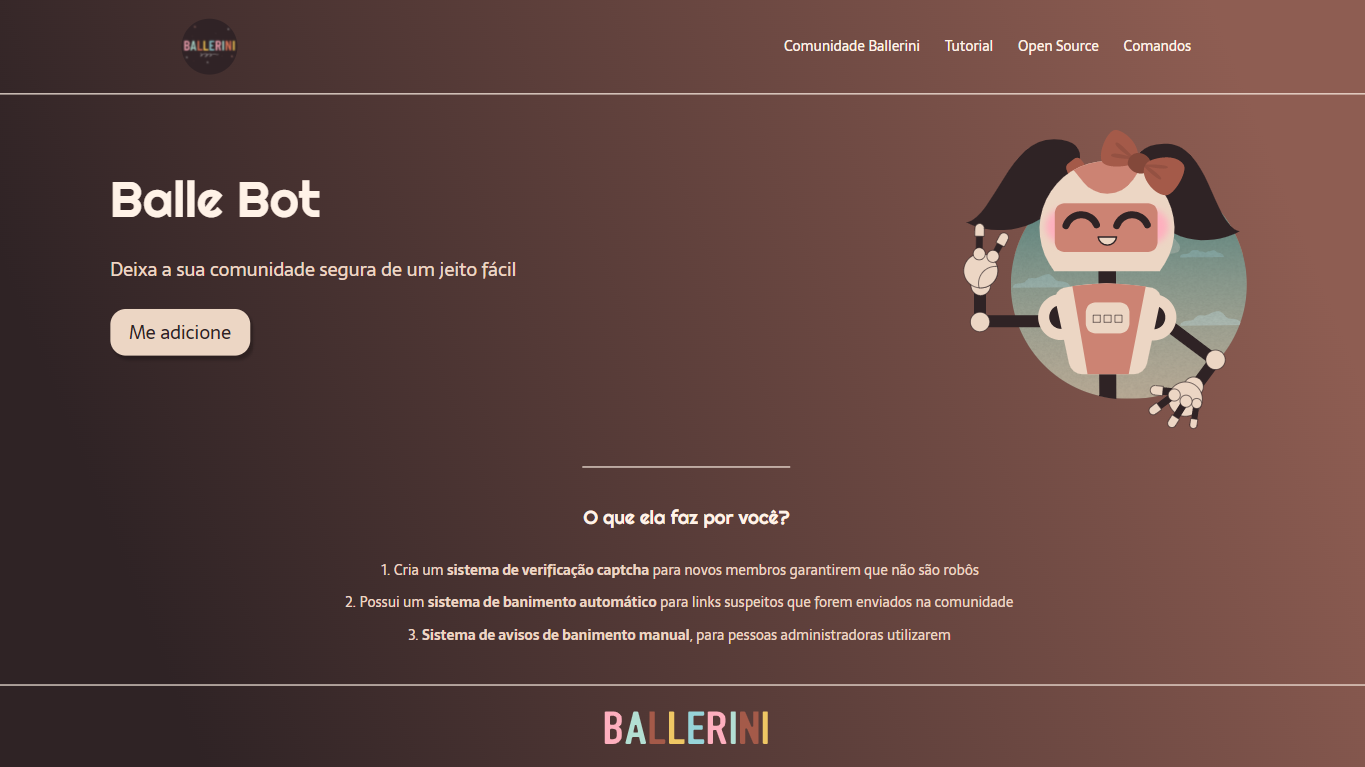 BALLERINI
Comunidade Ballerini
Tutorial
Open Source
Comandos
Balle Bot
Deixa a sua comunidade segura de um jeito fácil
Me adicione
O que ela faz por você?
1. Cria um sistema de verificação captcha para novos membros garantirem que não são robôs
2. Possui um sistema de banimento automático para links suspeitos que forem enviados na comunidade
3. Sistema de avisos de banimento manual, para pessoas administradoras utilizarem
BALLERINI